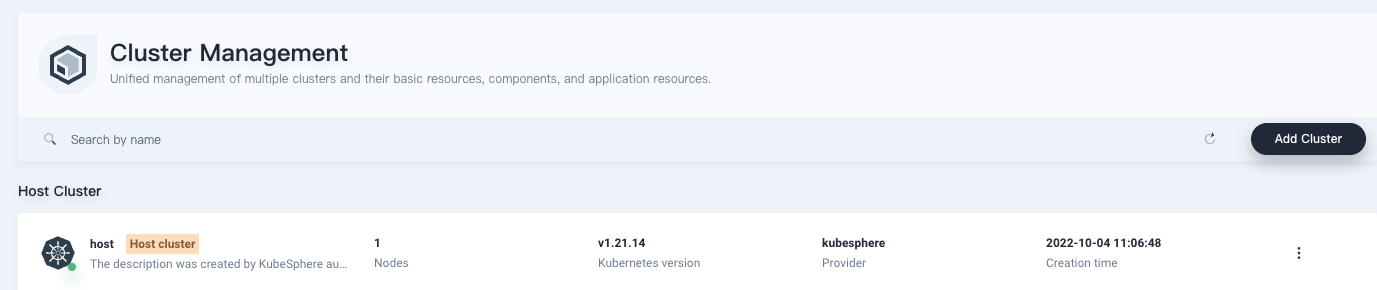 Cluster Management
Unified management of multiple clusters and their basic resources, components, and application resources.
Search by name
Add Cluster
Host Cluster
host Host cluster 1 v1.21.14 kubesphere 2022-10-04 11:06:48
The description was created by KubeSphere au... Nodes Kubernetes version Provider Creation time